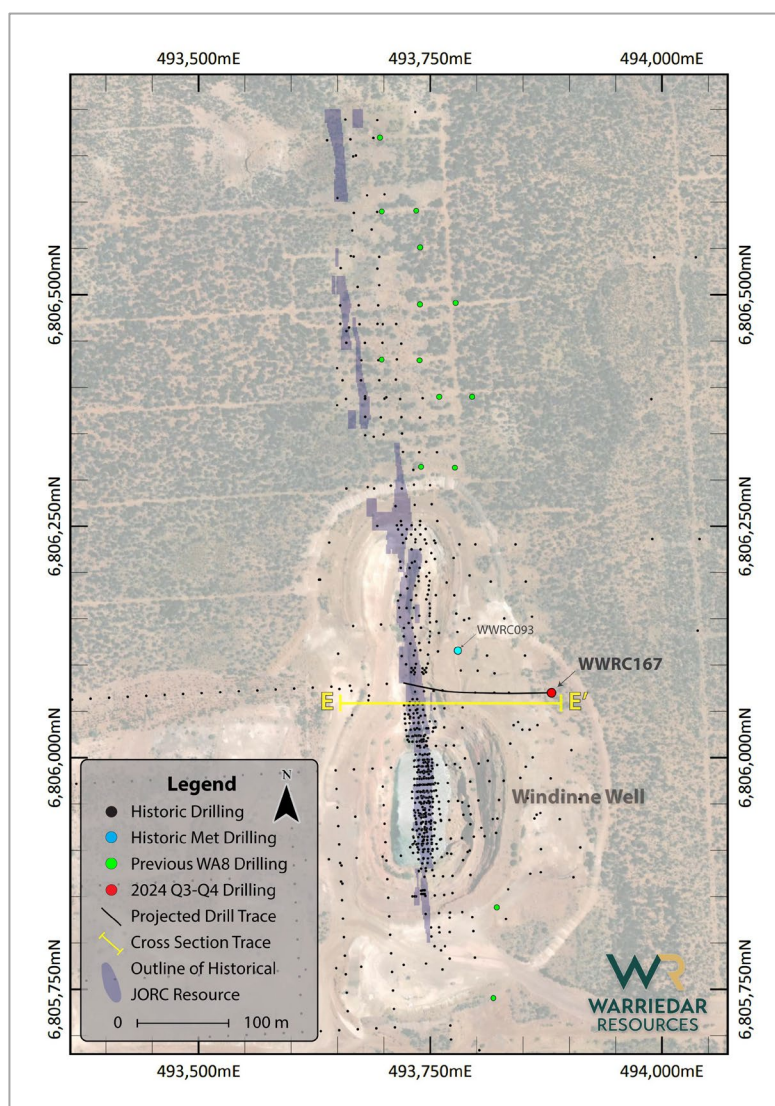 493,500mE
493,750mE
494,000mE
6,806,500mN
6,806,500mN
6,806,250mN
6,806,250mN
WWRC093
WWRC167
E
E'
6,806,000mN
6,806,000mN
Windinne Well
Legend
N
Historic Drilling
Historic Met Drilling
Previous WA8 Drilling
2024 Q3-Q4 Drilling
Projected Drill Trace
Cross Section Trace
Outline of Historical
JORC Resource
0 100 m
WR
WARRIEDAR
RESOURCES
6,805,750mN
6,805,750mN
493,500mE
493,750mE
494,000mE